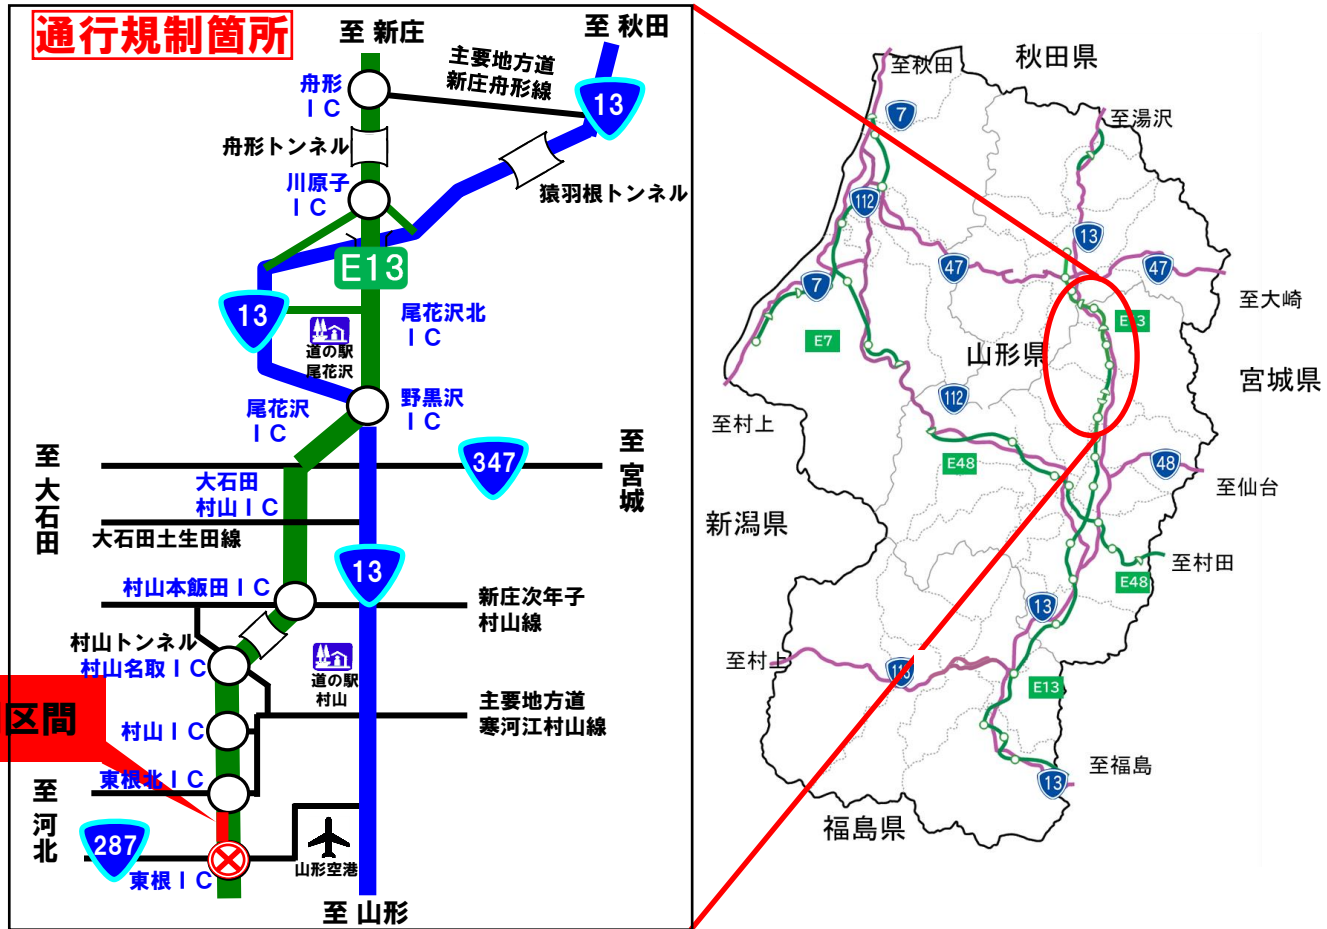 通行規制箇所
至 新庄
至 秋田
主要地方道
新庄舟形線
舟形
ＩＣ
13
舟形トンネル
川原子
ＩＣ
猿羽根トンネル
E13
13
尾花沢北
ＩＣ
道の駅
尾花沢
尾花沢
ＩＣ
野黒沢
ＩＣ
至 大石田
347
至 宮城
大石田
村山ＩＣ
大石田土生田線
13
村山本飯田ＩＣ
新庄次年子
村山線
村山トンネル
村山名取ＩＣ
道の駅
村山
区間
村山ＩＣ
主要地方道
寒河江村山線
東根北ＩＣ
至 河北
287
山形空港
東根ＩＣ
至 山形
至秋田
秋田県
7
至湯沢
112
13
47
47
7
至大崎
E13
E7
山形県
宮城県
112
至村上
E48
48
至仙台
新潟県
至村田
E48
13
至村上
E13
至福島
13
福島県